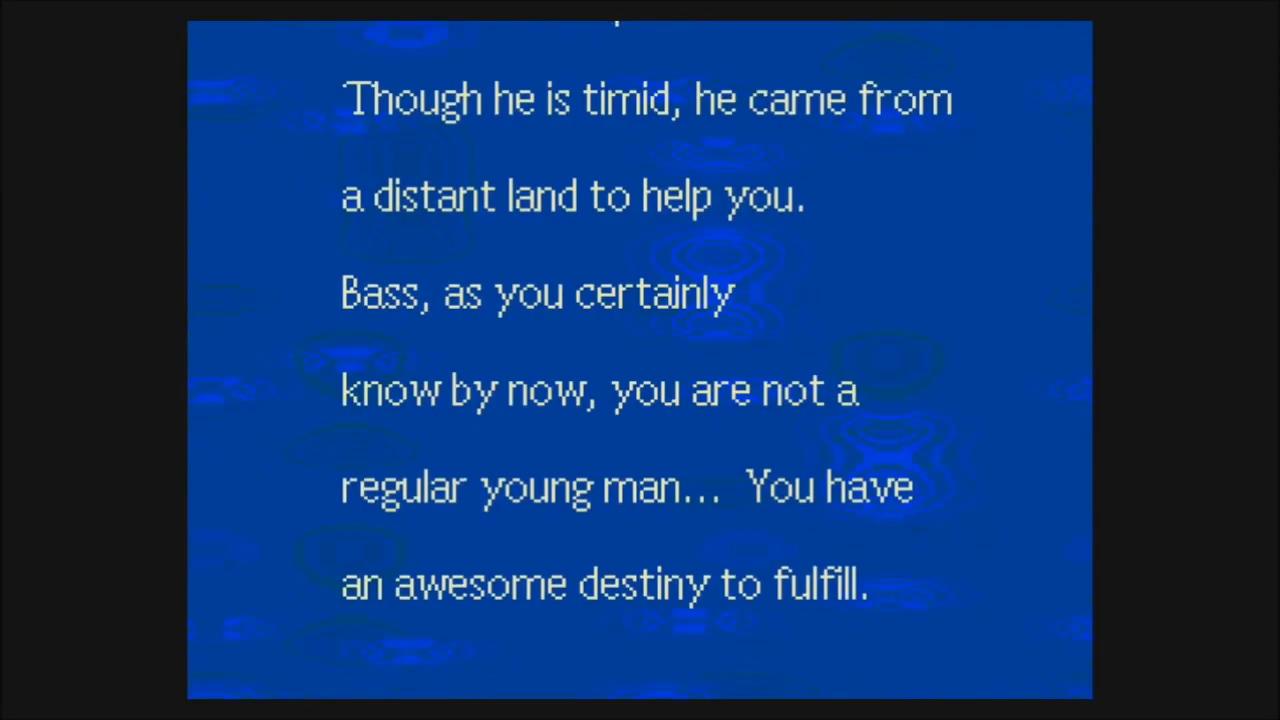 Though he is timid, he came from
a distant land to help you.
Bass, as you certainly
know by now, you are not a
regular young man... You have
an awesome destiny to fulfill.